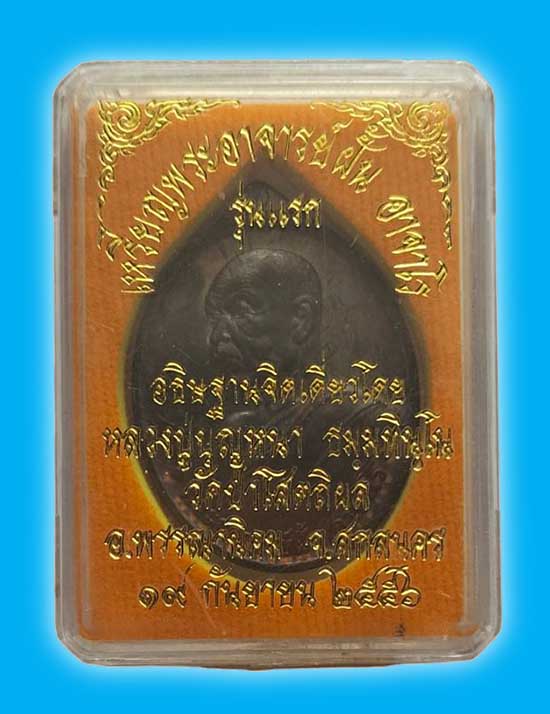 เหรียญพระอาจารย์ฝั้น อาจาโร
รุ่นแรก
อธิษฐานจิตเดี่ยวโดย
หลวงปู่บุญหนา ธมฺมทินฺโน
วัดป่าโสตถิผล
อ.พรรณานิคม จ.สกลนคร
๑๙ กันยายน ๒๕๕๖